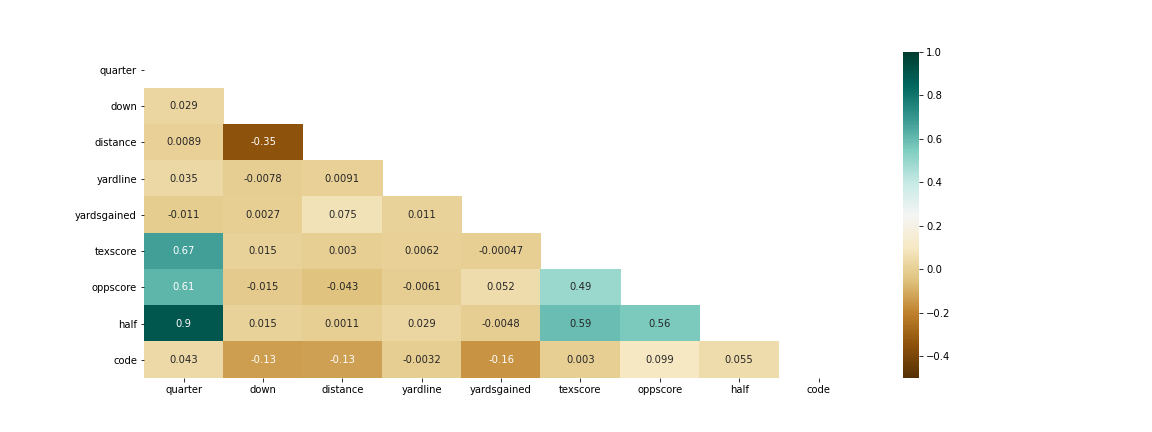 quarter
down 0.029
distance 0.0089 -0.35
yardline 0.035 -0.0078 0.0091
yardsgained -0.011 0.0027 0.075 0.011
texscore 0.67 0.015 0.003 0.0062 -0.00047
oppscore 0.61 -0.015 -0.043 -0.0061 0.052 0.49
half 0.9 0.015 0.0011 0.029 -0.0048 0.59 0.56
code 0.043 -0.13 -0.13 -0.0032 -0.16 0.003 0.099 0.055
quarter down distance yardline yardsgained texscore oppscore half code
1.0
0.8
0.6
0.4
0.2
0.0
−0.2
−0.4